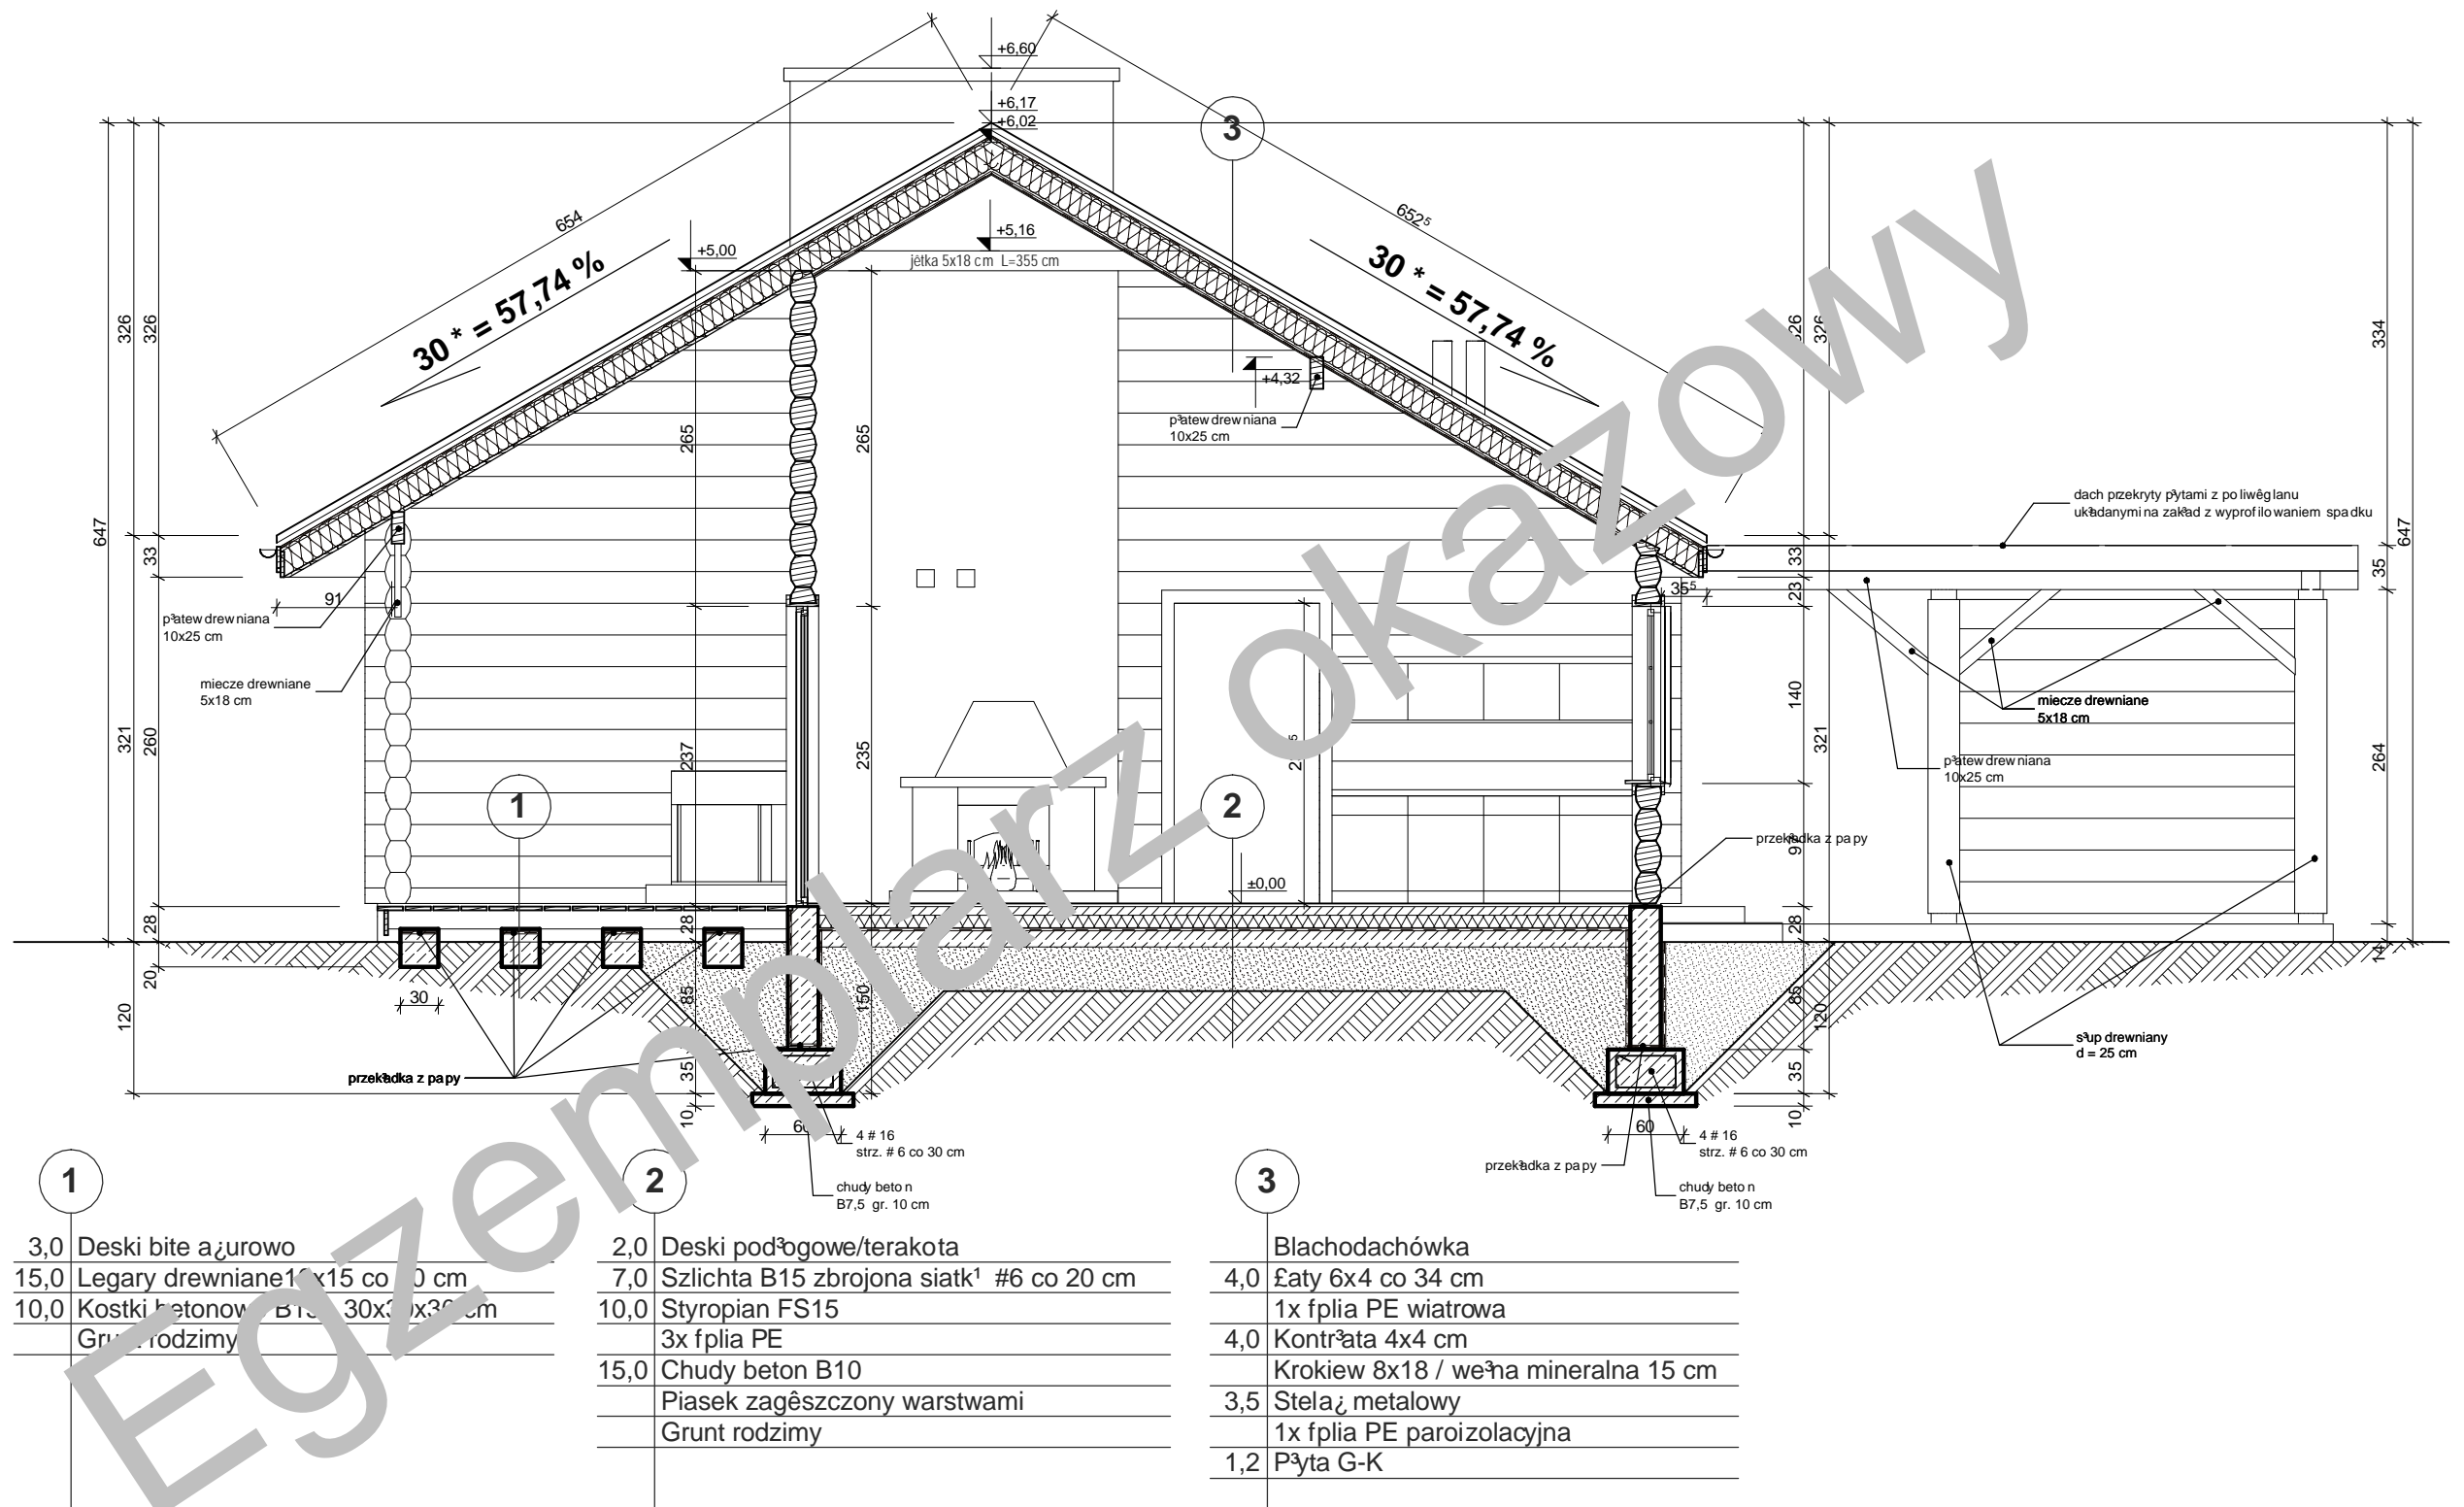 +6,60
+6,17
+6,02
3
654
652⁵
+5,00
+5,16
jêtka 5x18 cm L=355 cm
30 * = 57,74 %
30 * = 57,74 %
326
326
326
334
647
647
265
265
+4,32
p³atew drewniana
10x25 cm
dach przekryty p³ytami z poliwêglanu
uk³adanymi na zak³ad z wyprofilowaniem spadku
33
33
35
91
35⁵
23
p³atew drewniana
10x25 cm
miecze drewniane
5x18 cm
miecze drewniane
5x18 cm
p³atew drewniana
10x25 cm
321
260
237
235
140
321
264
1
2
przek³adka z papy
±0,00
28
28
28
14
20
30
120
85
150
85
120
s³up drewniany
d = 25 cm
przek³adka z papy
35
35
10
10
60
4 # 16
strz. # 6 co 30 cm
60
4 # 16
strz. # 6 co 30 cm
przek³adka z papy
chudy beton
B7,5 gr. 10 cm
chudy beton
B7,5 gr. 10 cm
1
3,0 Deski bite a¿urowo
15,0 Legary drewniane co cm
10,0 Kostki 30x30x30 cm
rodzimy
2
2,0 Deski pod³ogowe/terakota
7,0 Szlichta B15 zbrojona siatk¹ #6 co 20 cm
10,0 Styropian FS15
3x fplia PE
15,0 Chudy beton B10
Piasek zagêszczony warstwami
Grunt rodzimy
3
Blachodachówka
4,0 £aty 6x4 co 34 cm
1x fplia PE wiatrowa
4,0 Kontr³ata 4x4 cm
Krokiew 8x18 / we³na mineralna 15 cm
3,5 Stela¿ metalowy
1x fplia PE paroizolacyjna
1,2 P³yta G-K
Egzemplarz okazowy